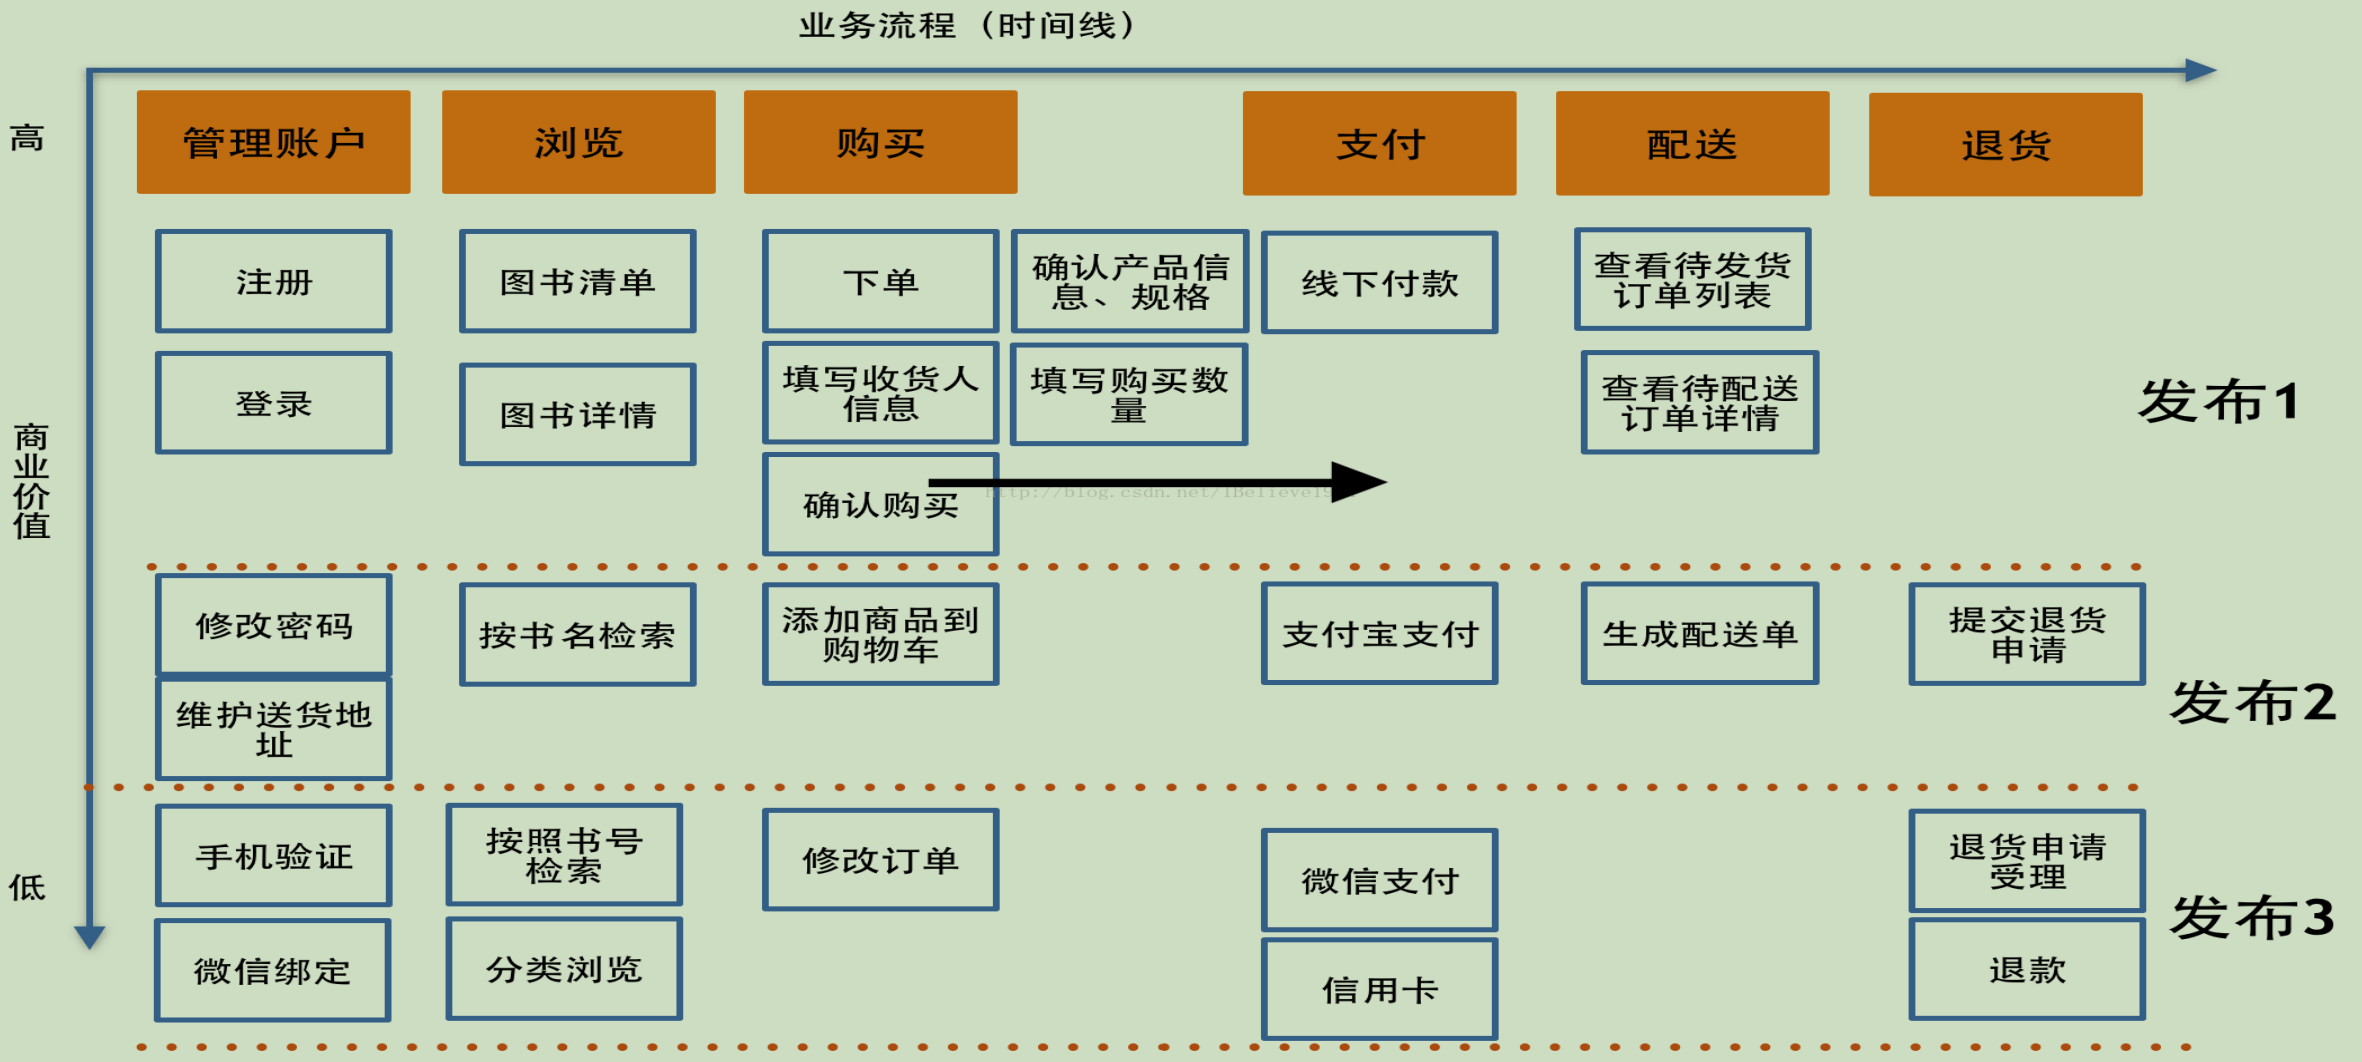 业务流程（时间线）
高
管理账户
浏览
购买
支付
配送
退货
注册
图书清单
下单
确认产品信
息、规格
线下付款
查看待发货
订单列表
登录
图书详情
填写收货人
信息
填写购买数
量
查看待配送
订单详情
发布1
商业价值
确认购买
修改密码
按书名检索
添加商品到
购物车
支付宝支付
生成配送单
提交退货
申请
维护送货地
址
发布2
低
手机验证
按照书号
检索
修改订单
微信支付
退货申请
受理
发布3
微信绑定
分类浏览
信用卡
退款